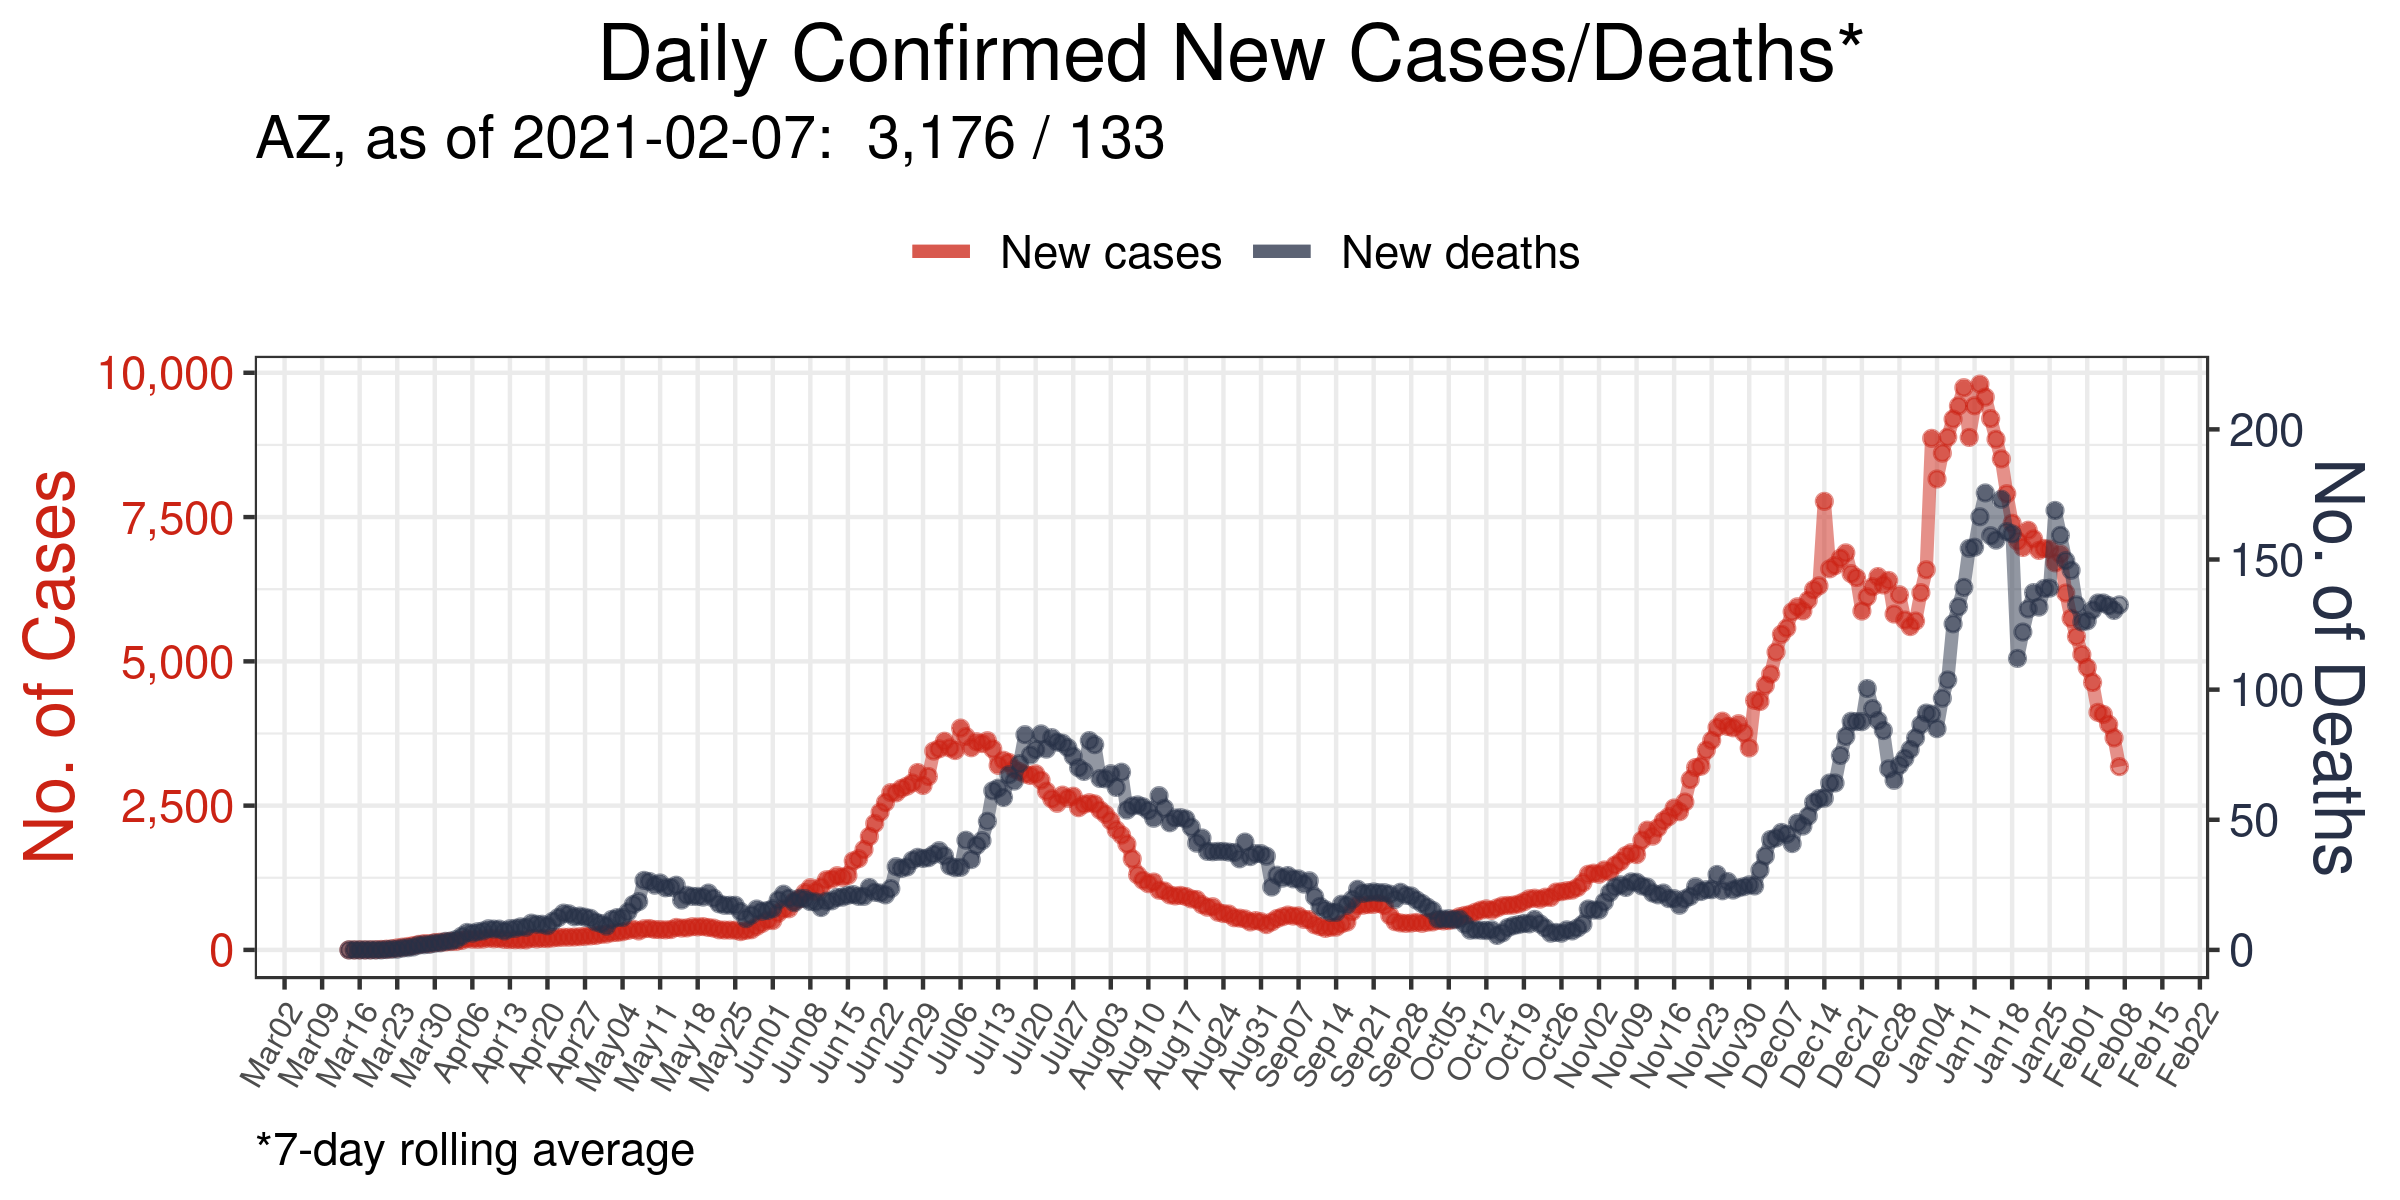 Daily Confirmed New Cases/Deaths*
AZ, as of 2021-02-07:  3,176 / 133
New cases
New deaths
No. of Cases
10,000
7,500
5,000
2,500
0
No. of Deaths
200
150
100
50
0
Mar02
Mar09
Mar16
Mar23
Mar30
Apr06
Apr13
Apr20
Apr27
May04
May11
May18
May25
Jun01
Jun08
Jun15
Jun22
Jun29
Jul06
Jul13
Jul20
Jul27
Aug03
Aug10
Aug17
Aug24
Aug31
Sep07
Sep14
Sep21
Sep28
Oct05
Oct12
Oct19
Oct26
Nov02
Nov09
Nov16
Nov23
Nov30
Dec07
Dec14
Dec21
Dec28
Jan04
Jan11
Jan18
Jan25
Feb01
Feb08
Feb15
Feb22
*7-day rolling average